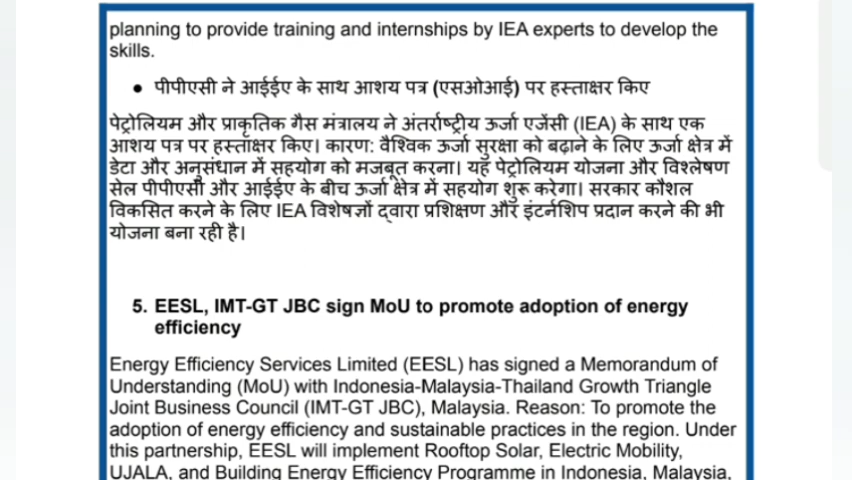 planning to provide training and internships by IEA experts to develop the
skills.
● पीपीएसी ने आईईए के साथ आशय पत्र (एसओआई) पर हस्ताक्षर किए
पेट्रोलियम और प्राकृतिक गैस मंत्रालय ने अंतर्राष्ट्रीय ऊर्जा एजेंसी (IEA) के साथ एक
आशय पत्र पर हस्ताक्षर किए। कारण: वैश्विक ऊर्जा सुरक्षा को बढ़ाने के लिए ऊर्जा क्षेत्र में
डेटा और अनुसंधान में सहयोग को मजबूत करना। यह पेट्रोलियम योजना और विश्लेषण
सेल पीपीएसी और आईईए के बीच ऊर्जा क्षेत्र में सहयोग शुरू करेगा। सरकार कौशल
विकसित करने के लिए IEA विशेषज्ञों द्वारा प्रशिक्षण और इंटर्नशिप प्रदान करने की भी
योजना बना रही है।
5. EESL, IMT-GT JBC sign MoU to promote adoption of energy
efficiency
Energy Efficiency Services Limited (EESL) has signed a Memorandum of
Understanding (MoU) with Indonesia-Malaysia-Thailand Growth Triangle
Joint Business Council (IMT-GT JBC), Malaysia. Reason: To promote the
adoption of energy efficiency and sustainable practices in the region. Under
this partnership, EESL will implement Rooftop Solar, Electric Mobility,
UJALA, and Building Energy Efficiency Programme in Indonesia, Malaysia,